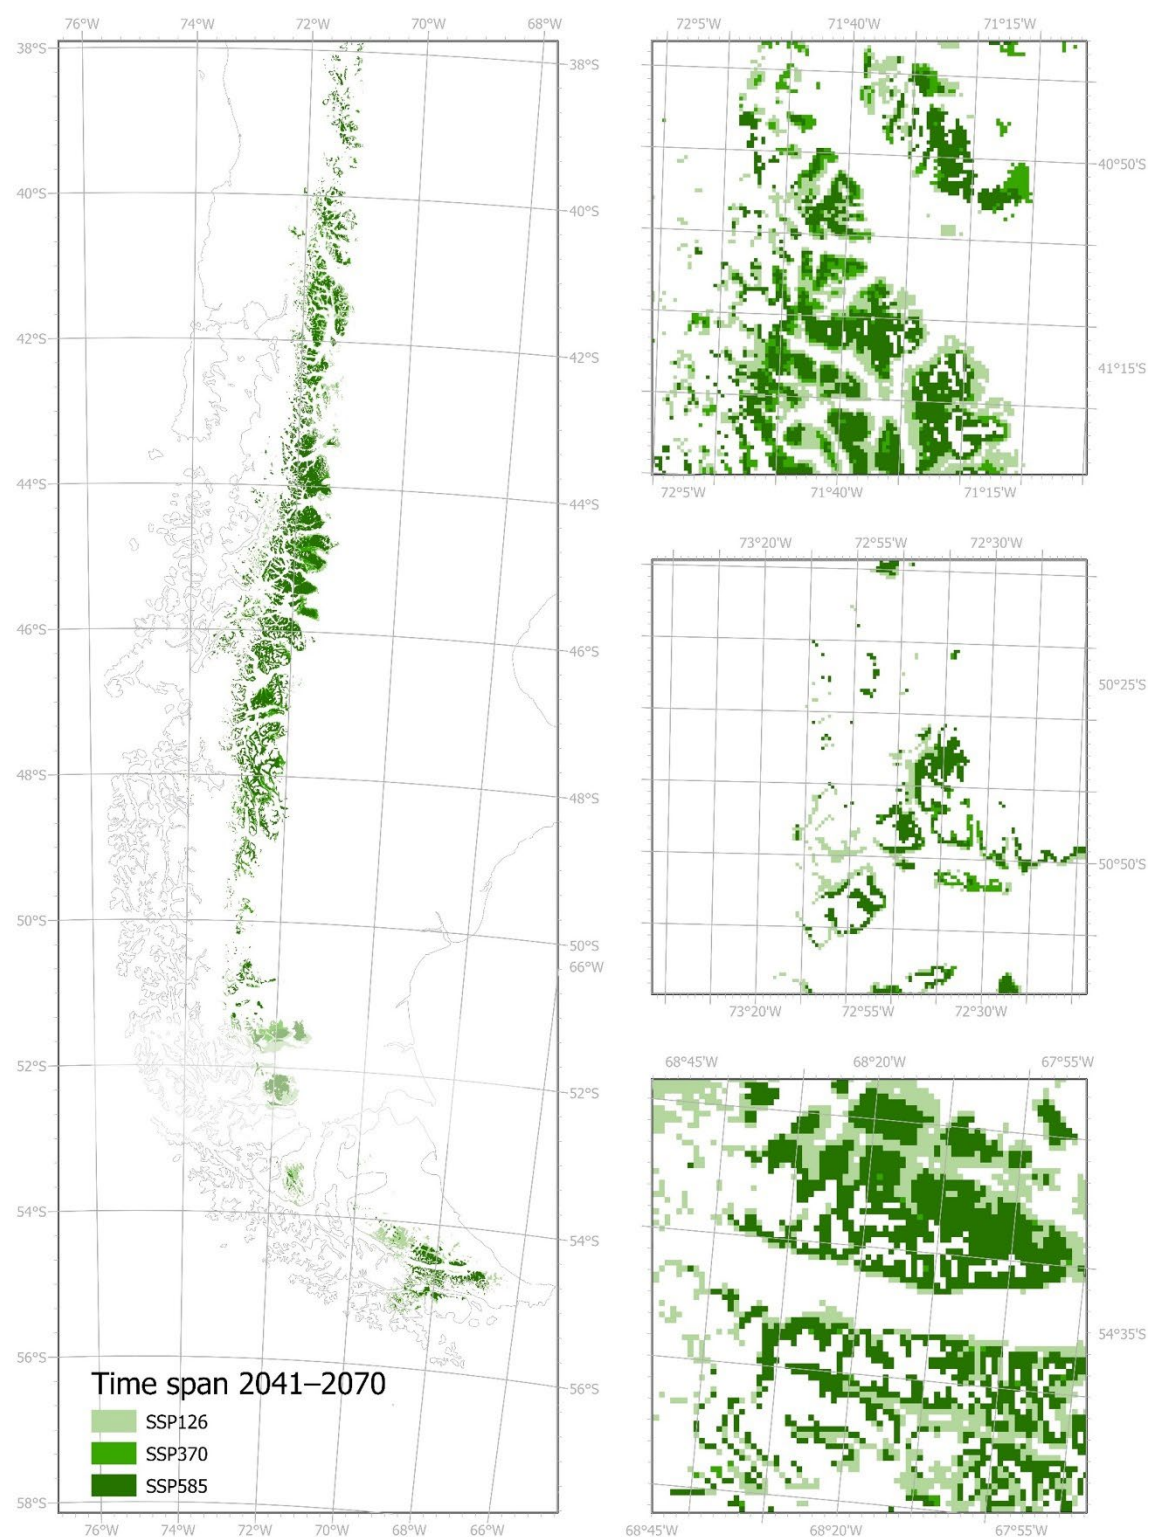 76°W 74°W 72°W 70°W 68°W
38°S 38°S
40°S 40°S
42°S 42°S
44°S 44°S
46°S 46°S
48°S 48°S
50°S 50°S
66°W
52°S 52°S
54°S 54°S
56°S 56°S
58°S
Time span 2041–2070
SSP126
SSP370
SSP585
76°W 74°W 72°W 70°W 68°W 66°W
72°5'W 71°40'W 71°15'W
40°50'S
41°15'S
72°5'W 71°40'W 71°15'W
73°20'W 72°55'W 72°30'W
50°25'S
50°50'S
73°20'W 72°55'W 72°30'W
68°45'W 68°20'W 67°55'W
54°35'S
68°45'W 68°20'W 67°55'W